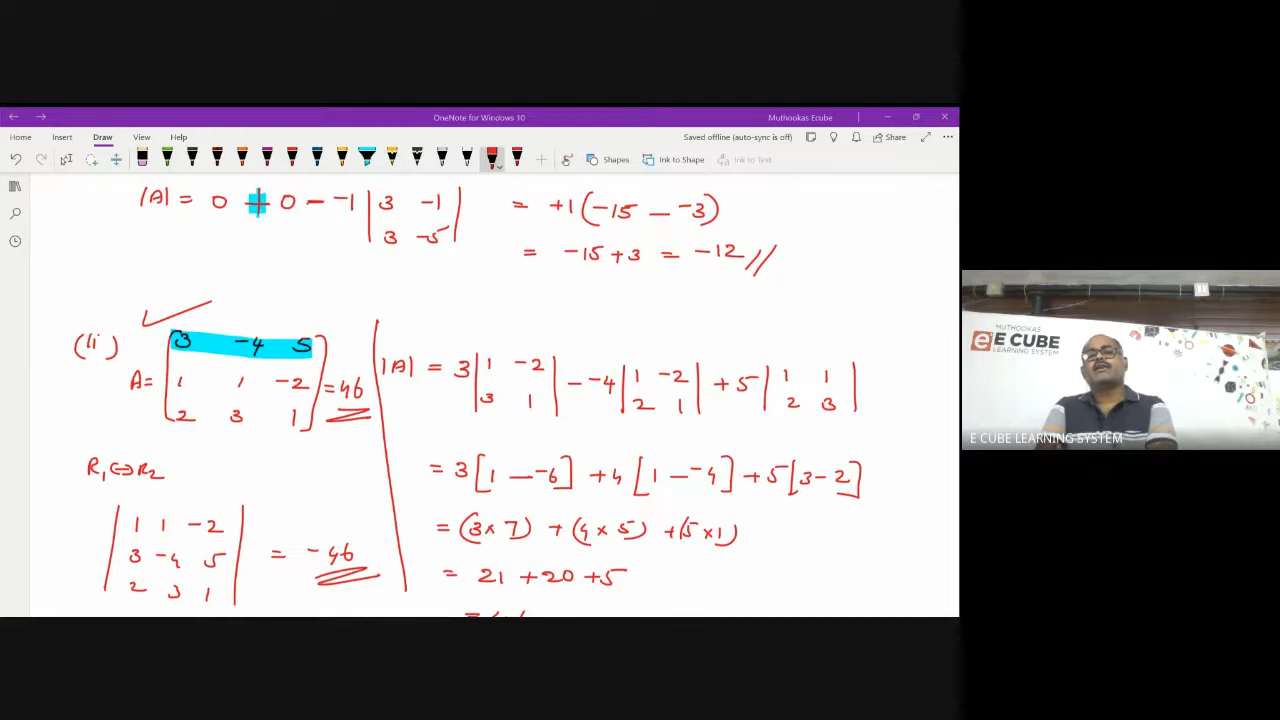 OneNote for Windows 10
Muthookas Ecube
Home Insert Draw View Help
Saved offline (auto-sync is off)
Share
Shapes
Ink to Shape
Ink to Text
|A| = 0 + 0 - -1 | 3 -1 |
| 3 -5 |
= +1 (-15 - -3)
= -15 + 3 = -12 //
(ii)
A = [ 3 -4 5
1 1 -2
2 3 1 ] = 46
R₁ ⇔ R₂
| 1 1 -2 |
| 3 -4 5 | = -46
| 2 3 1 |
|A| = 3 | 1 -2 | - -4 | 1 -2 | + 5 | 1 1 |
| 3 1 | | 2 1 | | 2 3 |
= 3 [1 - -6] + 4 [1 - -4] + 5 [3 - 2]
= (3 × 7) + (4 × 5) + (5 × 1)
= 21 + 20 + 5
MUTHOOKAS
E CUBE
LEARNING SYSTEM
E CUBE LEARNING SYSTEM